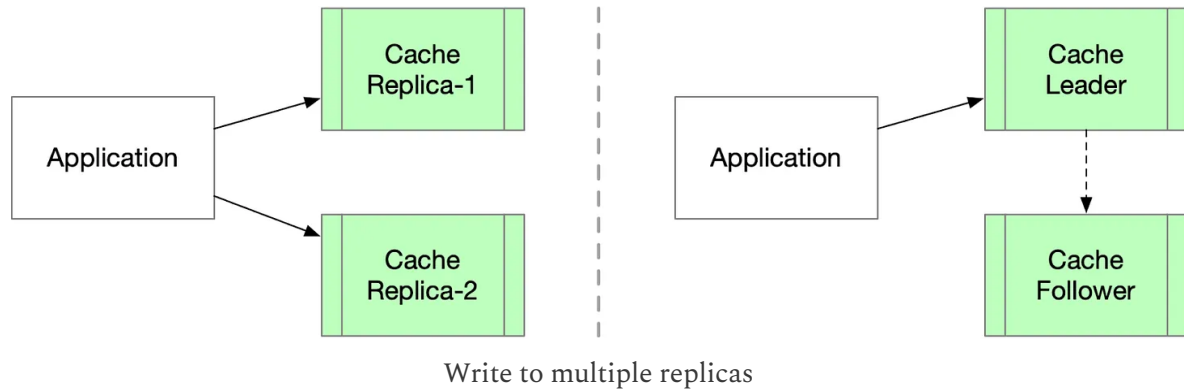 Application
Cache
Replica-1
Cache
Replica-2
Application
Cache
Leader
Cache
Follower
Write to multiple replicas